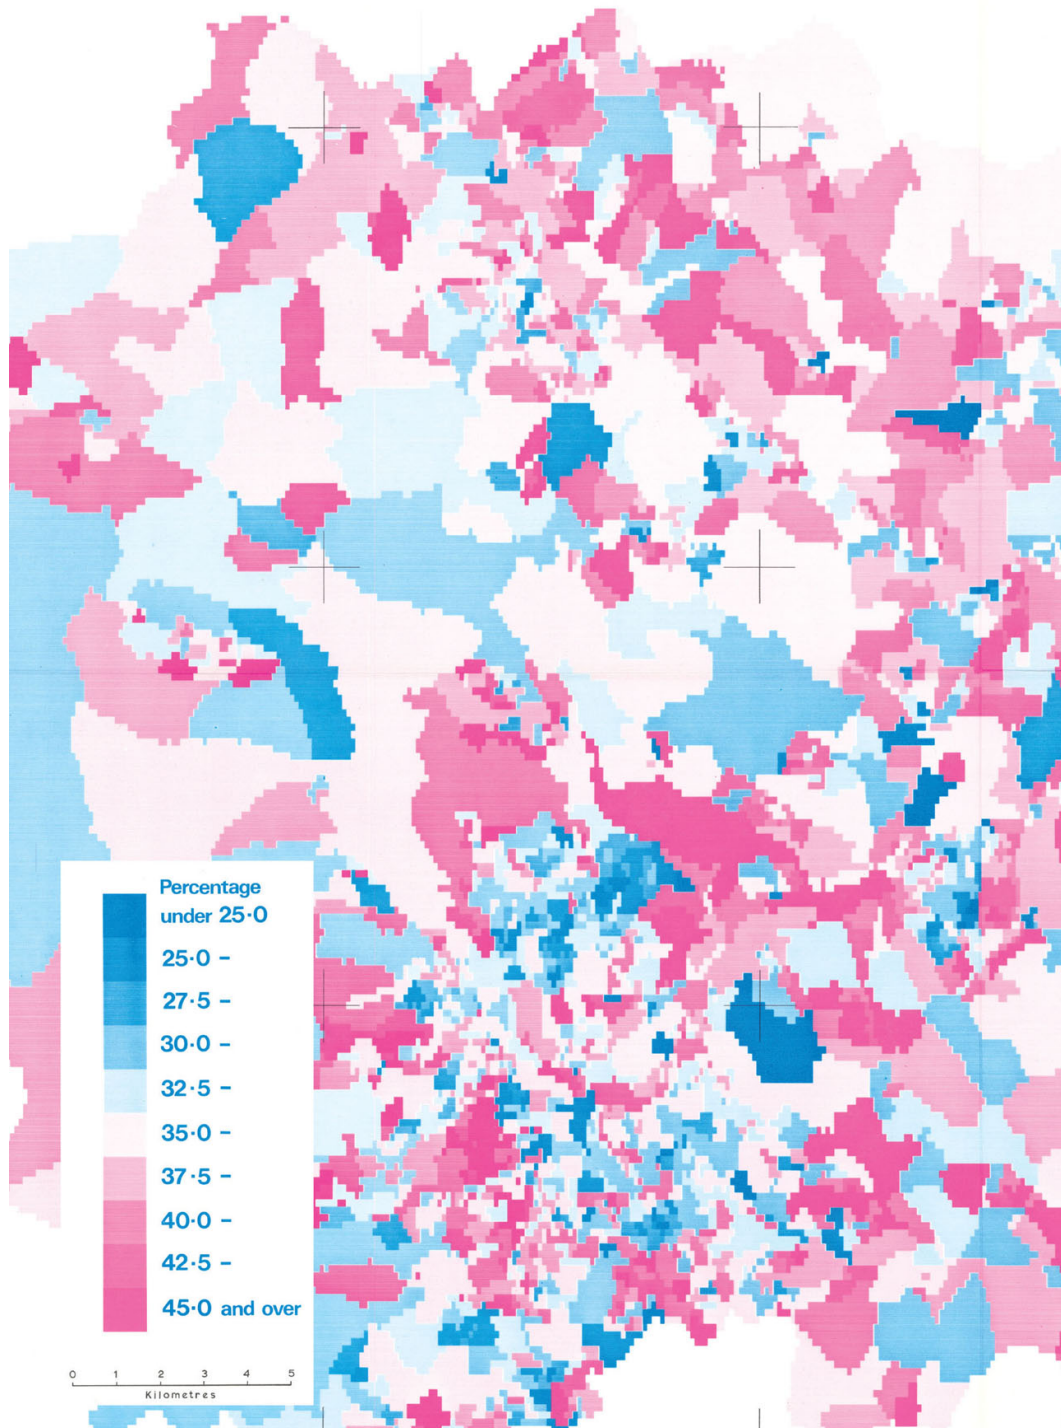 Percentage
under 25·0
25·0 –
27·5 –
30·0 –
32·5 –
35·0 –
37·5 –
40·0 –
42·5 –
45·0 and over
0 1 2 3 4 5
Kilometres